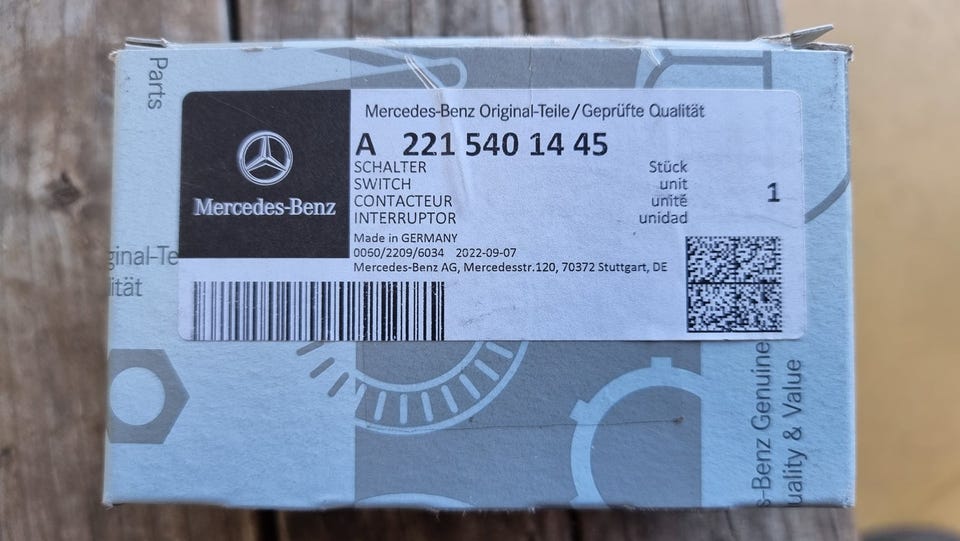 Parts
Mercedes-Benz Original-Teile/Geprüfte Qualität
A 221 540 14 45
SCHALTER Stück
SWITCH unit
CONTACTEUR unité
INTERRUPTOR unidad
1
Mercedes-Benz
Made in GERMANY
0060/2209/6034 2022-09-07
Mercedes-Benz AG, Mercedesstr.120, 70372 Stuttgart, DE
ginal-Te
ität
s-Benz Genuine
uality & Value